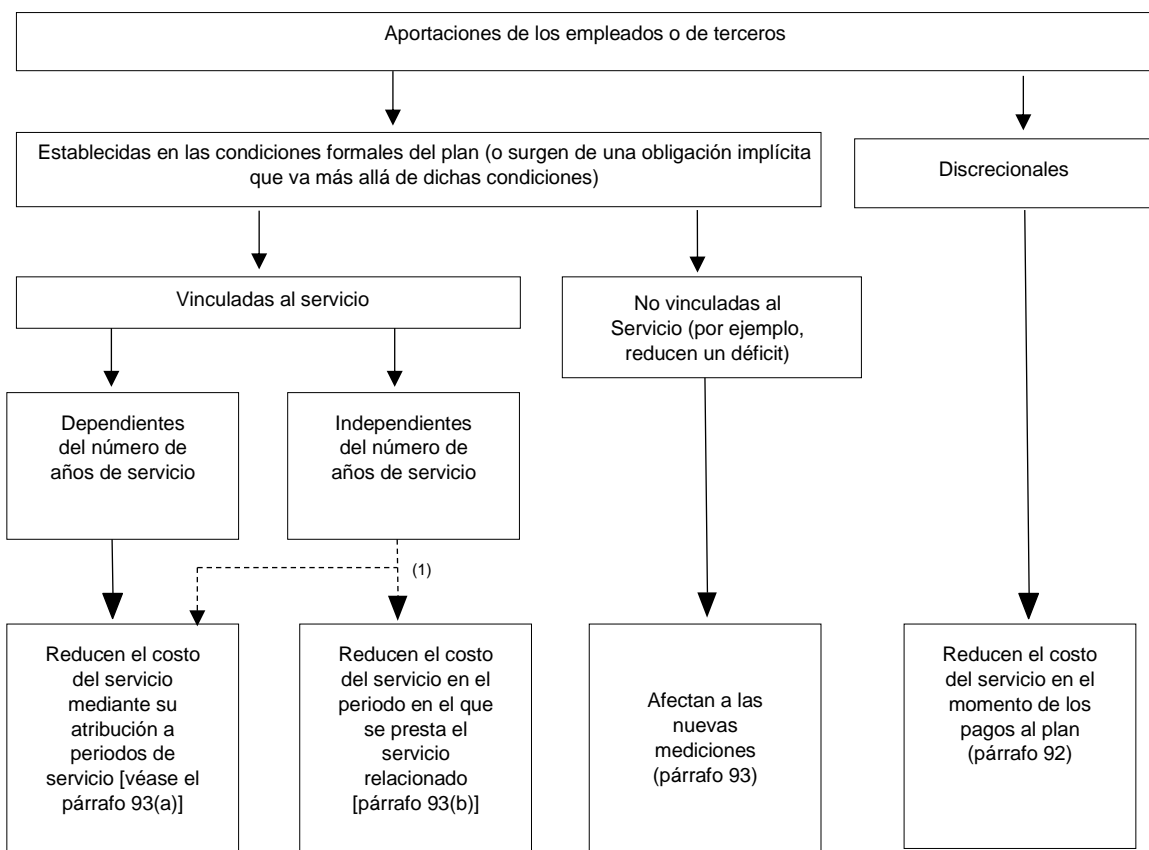 Aportaciones de los empleados o de terceros
Establecidas en las condiciones formales del plan (o surgen de una obligación implícita
que va más allá de dichas condiciones)
Discrecionales
Vinculadas al servicio
No vinculadas al
Servicio (por ejemplo,
reducen un déficit)
Dependientes
del número de
años de servicio
Independientes
del número de
años de servicio
(1)
Reducen el costo
del servicio
mediante su
atribución a
periodos de
servicio [véase el
párrafo 93(a)]
Reducen el costo
del servicio en el
periodo en el que
se presta el
servicio
relacionado
[párrafo 93(b)]
Afectan a las
nuevas
mediciones
(párrafo 93)
Reducen el costo
del servicio en el
momento de los
pagos al plan
(párrafo 92)